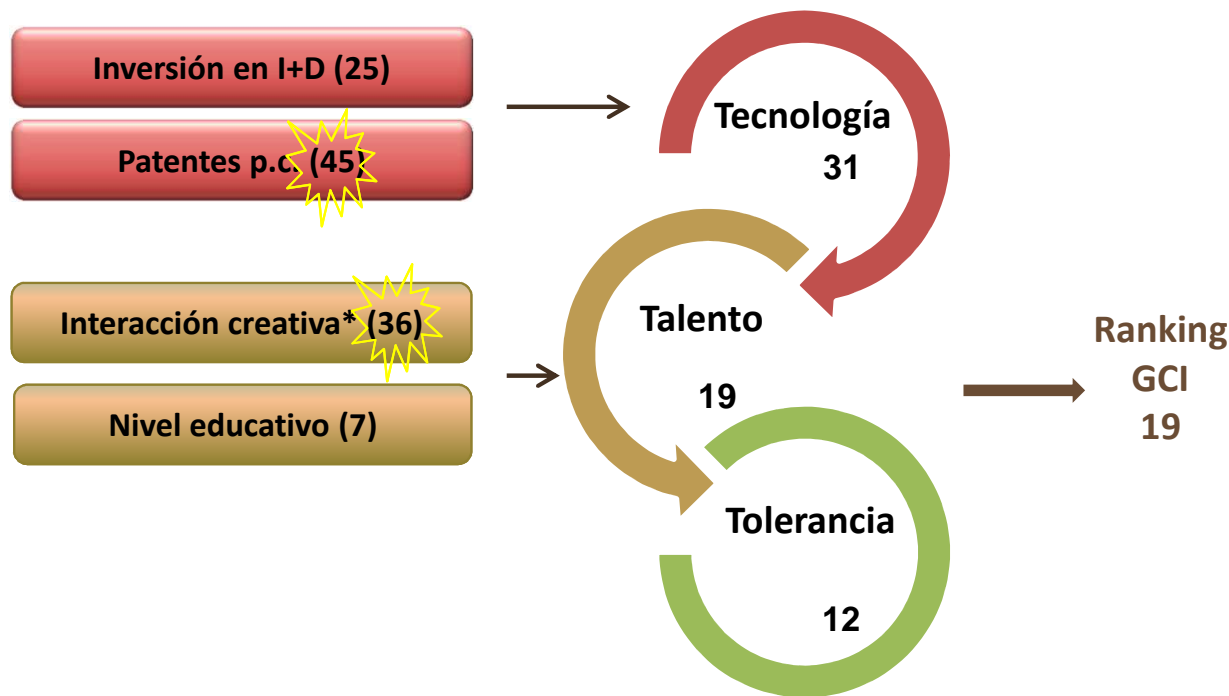 Inversión en I+D (25)
Patentes p.c. (45)
Interacción creativa* (36)
Nivel educativo (7)
Tecnología
31
Talento
19
Tolerancia
12
Ranking
GCI
19